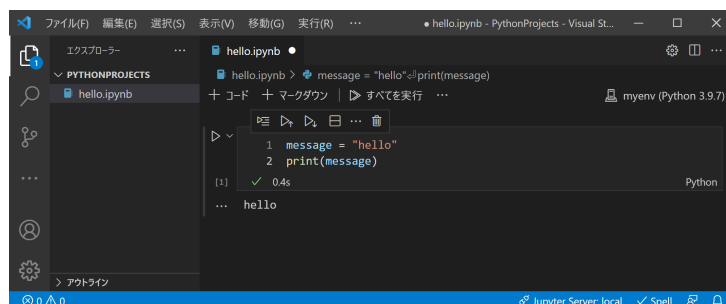 ファイル(F) 編集(E) 選択(S) 表示(V) 移動(G) 実行(R) ··· ● hello.ipynb - PythonProjects - Visual St...
エクスプローラー ···
hello.ipynb ●
PYTHONPROJECTS
hello.ipynb
hello.ipynb > message = "hello"⏎print(message)
+ コード + マークダウン | すべてを実行 ···
myenv (Python 3.9.7)
1 message = "hello"
2 print(message)
[1] ✓ 0.4s Python
··· hello
1
> アウトライン
0 0 Jupyter Server: local ✓ Spell